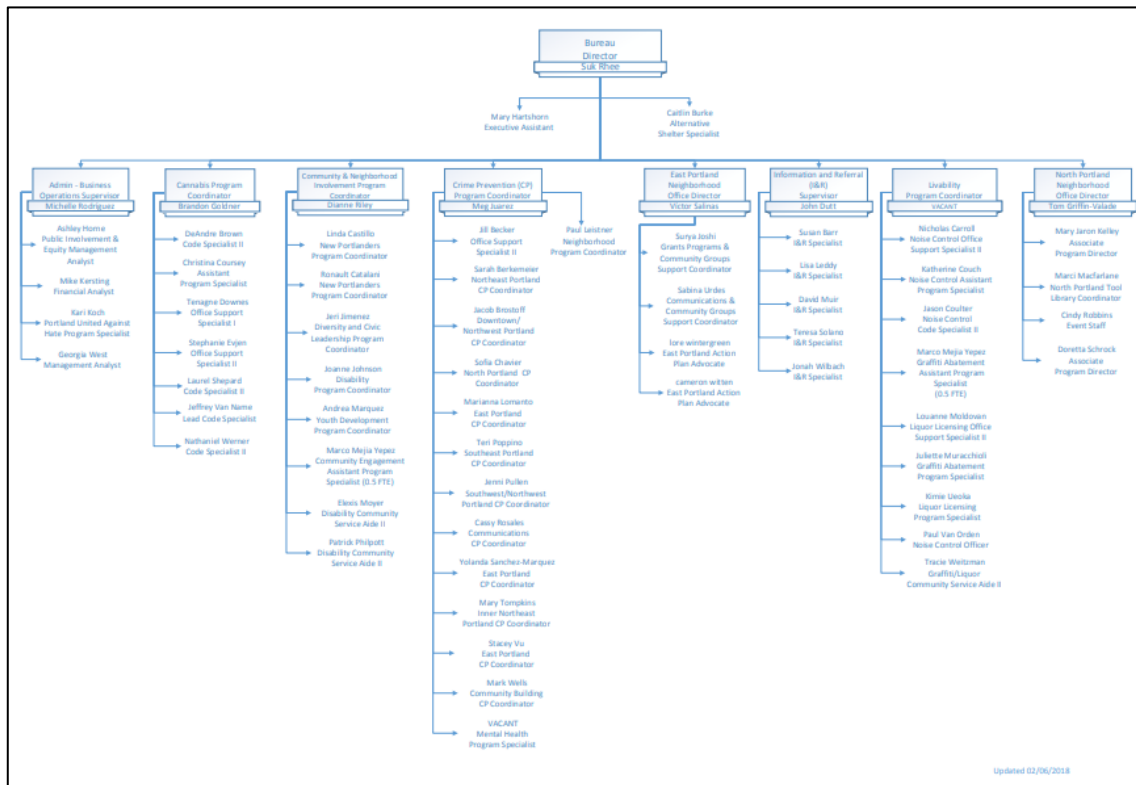 Bureau
Director
Suk Rhee
Mary Hartshorn
Executive Assistant
Caitlin Burke
Alternative
Shelter Specialist
Admin - Business
Operations Supervisor
Michelle Rodriguez
Ashley Horne
Public Involvement &
Equity Management
Analyst
Mike Kersting
Financial Analyst
Kari Koch
Portland United Against
Hate Program Specialist
Georgia West
Management Analyst
Cannabis Program
Coordinator
Brandon Goldner
DeAndre Brown
Code Specialist II
Christina Coursey
Assistant
Program Specialist
Tenagne Downes
Office Support
Specialist I
Stephanie Evjen
Office Support
Specialist II
Laurel Shepard
Code Specialist II
Jeffrey Van Name
Lead Code Specialist
Nathaniel Werner
Code Specialist II
Community & Neighborhood
Involvement Program
Coordinator
Dianne Riley
Linda Castillo
New Portlanders
Program Coordinator
Ronault Catalani
New Portlanders
Program Coordinator
Jeri Jimenez
Diversity and Civic
Leadership Program
Coordinator
Joanne Johnson
Disability
Program Coordinator
Andrea Marquez
Youth Development
Program Coordinator
Marco Mejia Yepez
Community Engagement
Assistant Program
Specialist (0.5 FTE)
Elexis Moyer
Disability Community
Service Aide II
Patrick Philpott
Disability Community
Service Aide II
Crime Prevention (CP)
Program Coordinator
Meg Juarez
Jill Becker
Office Support
Specialist II
Sarah Berkemeier
Northeast Portland
CP Coordinator
Jacob Brostoff
Downtown/
Northwest Portland
CP Coordinator
Sofia Chavier
North Portland CP
Coordinator
Marianna Lomanto
East Portland
CP Coordinator
Teri Poppino
Southeast Portland
CP Coordinator
Jenni Pullen
Southwest/Northwest
Portland CP Coordinator
Cassy Rosales
Communications
CP Coordinator
Yolanda Sanchez-Marquez
East Portland
CP Coordinator
Mary Tompkins
Inner Northeast
Portland CP Coordinator
Stacey Vu
East Portland
CP Coordinator
Mark Wells
Community Building
CP Coordinator
VACANT
Mental Health
Program Specialist
Paul Leistner
Neighborhood
Program Coordinator
East Portland
Neighborhood
Office Director
Victor Salinas
Surya Joshi
Grants Programs &
Community Groups
Support Coordinator
Sabina Urdes
Communications &
Community Groups
Support Coordinator
lore wintergreen
East Portland Action
Plan Advocate
cameron witten
East Portland Action
Plan Advocate
Information and Referral
(I&R)
Supervisor
John Dutt
Susan Barr
I&R Specialist
Lisa Leddy
I&R Specialist
David Muir
I&R Specialist
Teresa Solano
I&R Specialist
Jonah Wilbach
I&R Specialist
Livability
Program Coordinator
VACANT
Nicholas Carroll
Noise Control Office
Support Specialist II
Katherine Couch
Noise Control Assistant
Program Specialist
Jason Coulter
Noise Control
Code Specialist II
Marco Mejia Yepez
Graffiti Abatement
Assistant Program
Specialist
(0.5 FTE)
Louanne Moldovan
Liquor Licensing Office
Support Specialist II
Juliette Muracchioli
Graffiti Abatement
Program Specialist
Kimie Ueoka
Liquor Licensing
Program Specialist
Paul Van Orden
Noise Control Officer
Tracie Weitzman
Graffiti/Liquor
Community Service Aide II
North Portland
Neighborhood
Office Director
Tom Griffin-Valade
Mary Jaron Kelley
Associate
Program Director
Marci Macfarlane
North Portland Tool
Library Coordinator
Cindy Robbins
Event Staff
Doretta Schrock
Associate
Program Director
Updated 02/06/2018